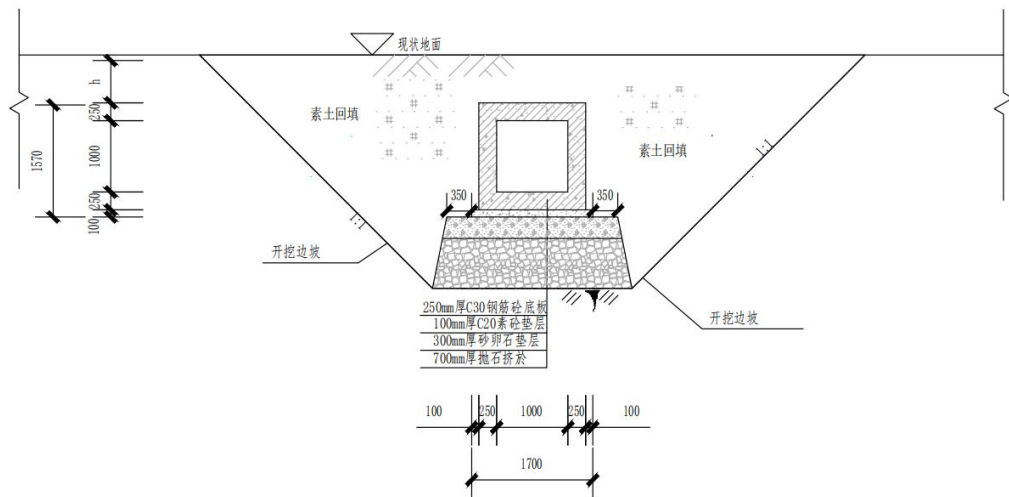 现状地面
h
250
素土回填
1570
1000
素土回填
1:1
350
350
250
100
1:1
开挖边坡
250mm厚C30钢筋砼底板
100mm厚C20素砼垫层
300mm厚砂卵石垫层
700mm厚抛石挤於
开挖边坡
100 250 1000 250 100
1700